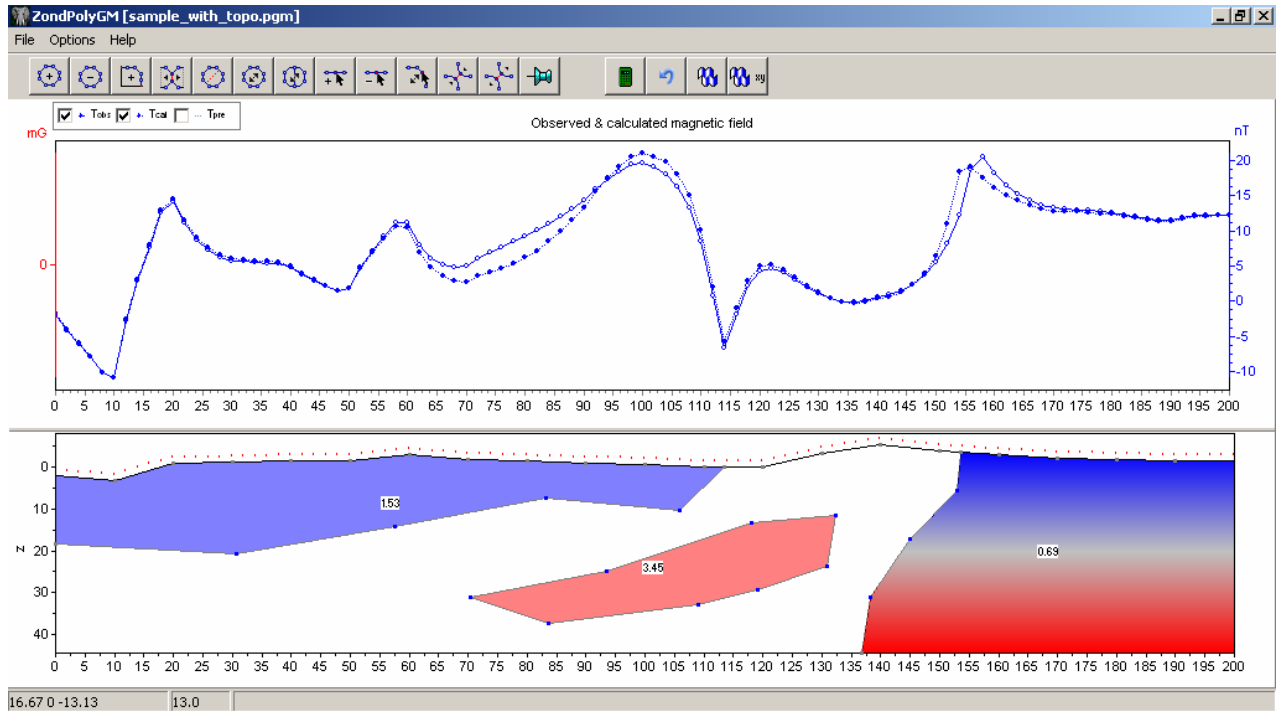 ZondPolyGM [sample_with_topo.pgm]
File Options Help
xy
Tobs Tcal Tpre
Observed & calculated magnetic field
mG
nT
0
20
15
10
5
-0
-5
-10
0 5 10 15 20 25 30 35 40 45 50 55 60 65 70 75 80 85 90 95 100 105 110 115 120 125 130 135 140 145 150 155 160 165 170 175 180 185 190 195 200
z
0
10
20
30
40
1.53
3.45
0.69
0 5 10 15 20 25 30 35 40 45 50 55 60 65 70 75 80 85 90 95 100 105 110 115 120 125 130 135 140 145 150 155 160 165 170 175 180 185 190 195 200
16.67 0 -13.13 13.0